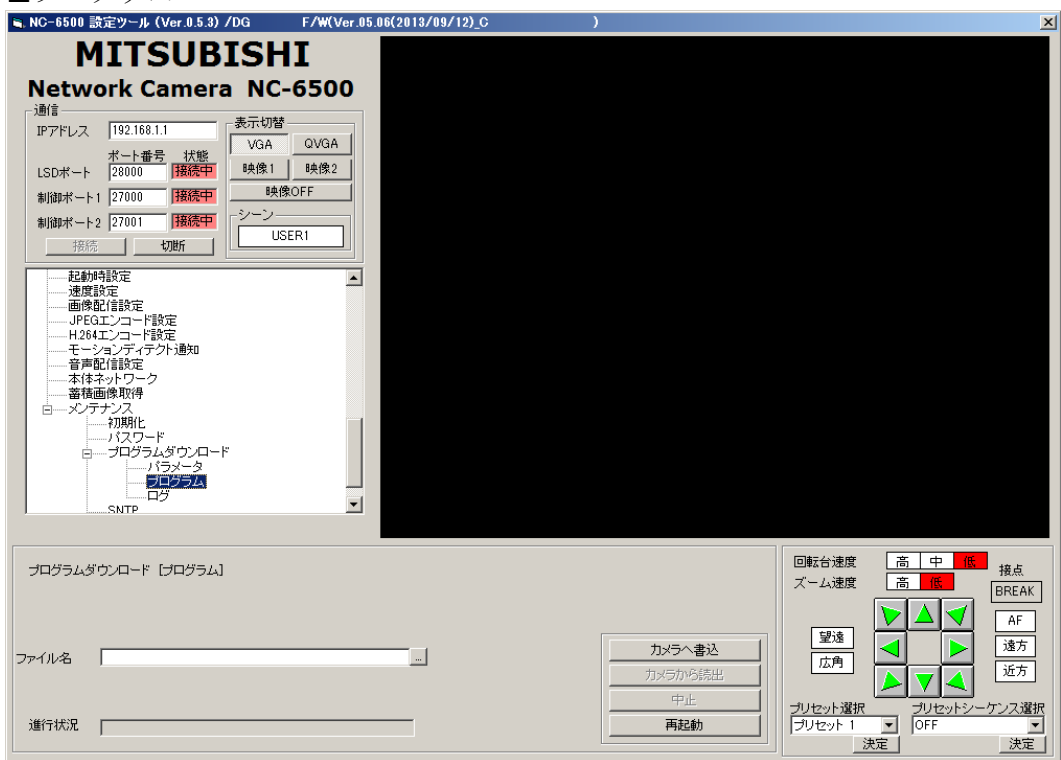 NC-6500 設定ツール (Ver.0.5.3) /DG F/W(Ver.05.06(2013/09/12)_C )
MITSUBISHI
Network Camera NC-6500
通信
IPアドレス 192.168.1.1
ポート番号 状態
LSDポート 28000 接続中
制御ポート1 27000 接続中
制御ポート2 27001 接続中
接続 切断
表示切替
VGA QVGA
映像1 映像2
映像OFF
シーン
USER1
起動時設定
速度設定
画像配信設定
JPEGエンコード設定
H.264エンコード設定
モーションディテクト通知
音声配信設定
本体ネットワーク
蓄積画像取得
メンテナンス
初期化
パスワード
プログラムダウンロード
パラメータ
プログラム
ログ
SNTP
プログラムダウンロード [プログラム]
ファイル名 ...
進行状況
カメラへ書込
カメラから読出
中止
再起動
回転台速度 高 中 低
ズーム速度 高 低
接点
BREAK
望遠
広角
AF
遠方
近方
プリセット選択 プリセットシーケンス選択
プリセット 1 OFF
決定 決定